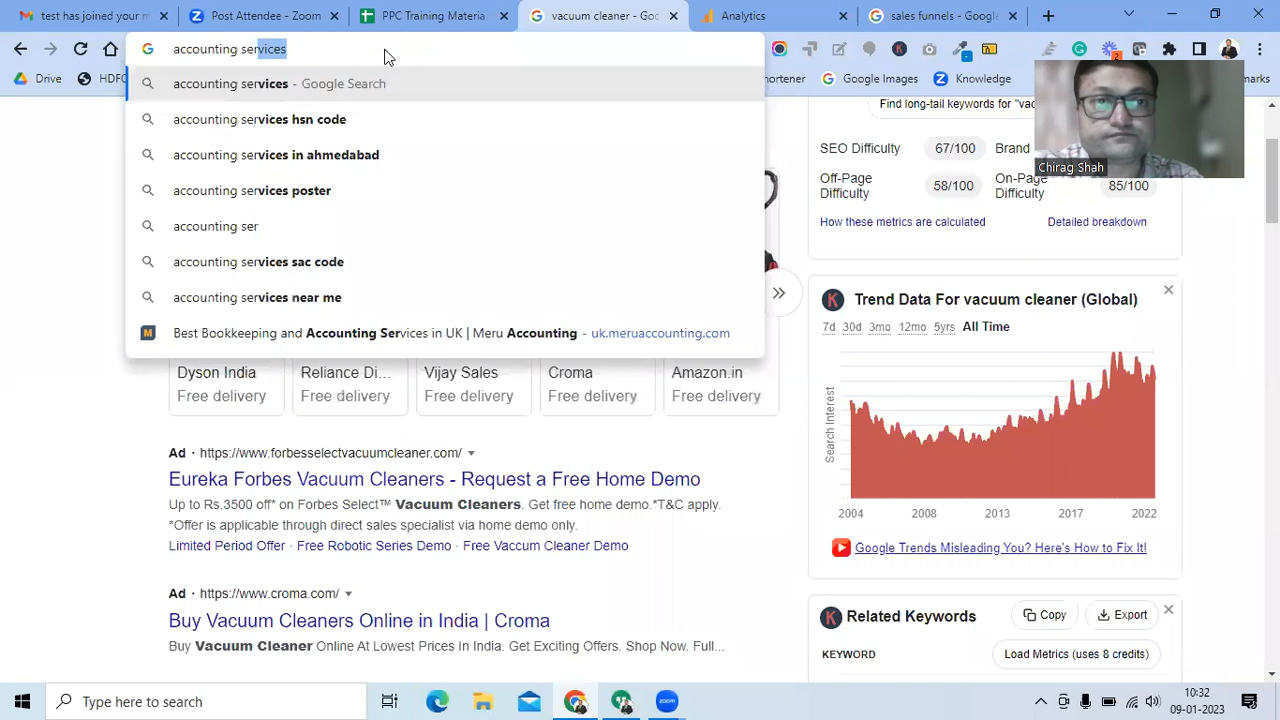 test has joined y
Zoom Ads - Zoom
PPC Training Materia
vacuum cleaner - Goo
Analytics
Google services -
accounting services
Drive
HDFC
hortener
Google Images
Knowledge
kmarks
2
accounting services - Google Search
accounting services hsn code
accounting services in ahmedabad
accounting services poster
accounting ser
accounting services sac code
accounting services near me
Best Bookkeeping and Accounting Services in UK | Meru Accounting - uk.meruaccounting.com
Dyson India
Reliance Di...
Vijay Sales
Croma
Amazon.in
Free delivery
Free delivery
Free delivery
Free delivery
Free delivery
Ad · https://www.forbesselectvacuumcleaner.com/
Eureka Forbes Vacuum Cleaners - Request a Free Home Demo
Up to Rs.3500 off* on Forbes Select™ Vacuum Cleaners. Get free home demo.*T&C apply.
*Offer is applicable through direct sales specialist via home demo only.
Limited Period Offer · Free Robotic Series Demo · Free Vaccum Cleaner Demo
Ad · https://www.croma.com/
Buy Vacuum Cleaners Online in India | Croma
Buy Vacuum Cleaner Online At Lowest Prices in India. Get Exciting Offers. Shop Now, Full...
Find long-tail keywords for "vac
SEO Difficulty
67/100
Brand
Off-Page Difficulty
58/100
On-Page Difficulty
85/100
How these metrics are calculated
Detailed breakdown
Chirag Shah
Trend Data For vacuum cleaner (Global)
7d 30d 3mo 12mo 5yrs All Time
Search Interest
2004 2008 2013 2017 2022
Google Trends Misleading You? Here's How to Fix It!
Related Keywords
Copy
Export
KEYWORD
Load Metrics (uses 8 credits)
Type here to search
zoom
10:32
09-01-2023